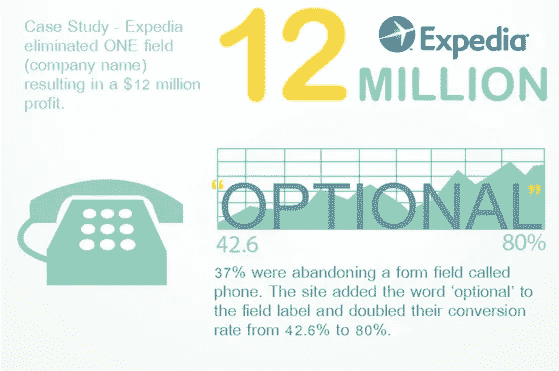 Case Study - Expedia
eliminated ONE field
(company name)
resulting in a $12 million
profit.
12
Expedia
MILLION
“OPTIONAL”
42.6
80%
37% were abandoning a form field called
phone. The site added the word ‘optional’ to
the field label and doubled their conversion
rate from 42.6% to 80%.